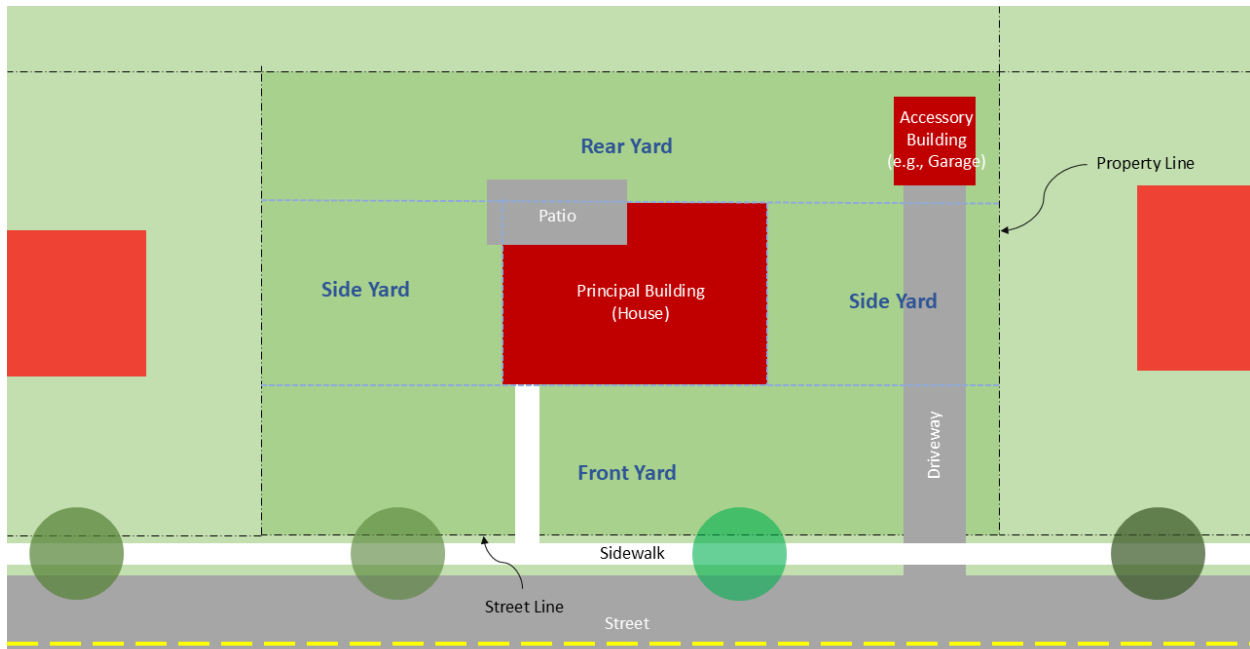 Accessory
Building
(e.g., Garage)
Rear Yard
Property Line
Patio
Side Yard
Principal Building
(House)
Side Yard
Driveway
Front Yard
Sidewalk
Street Line
Street